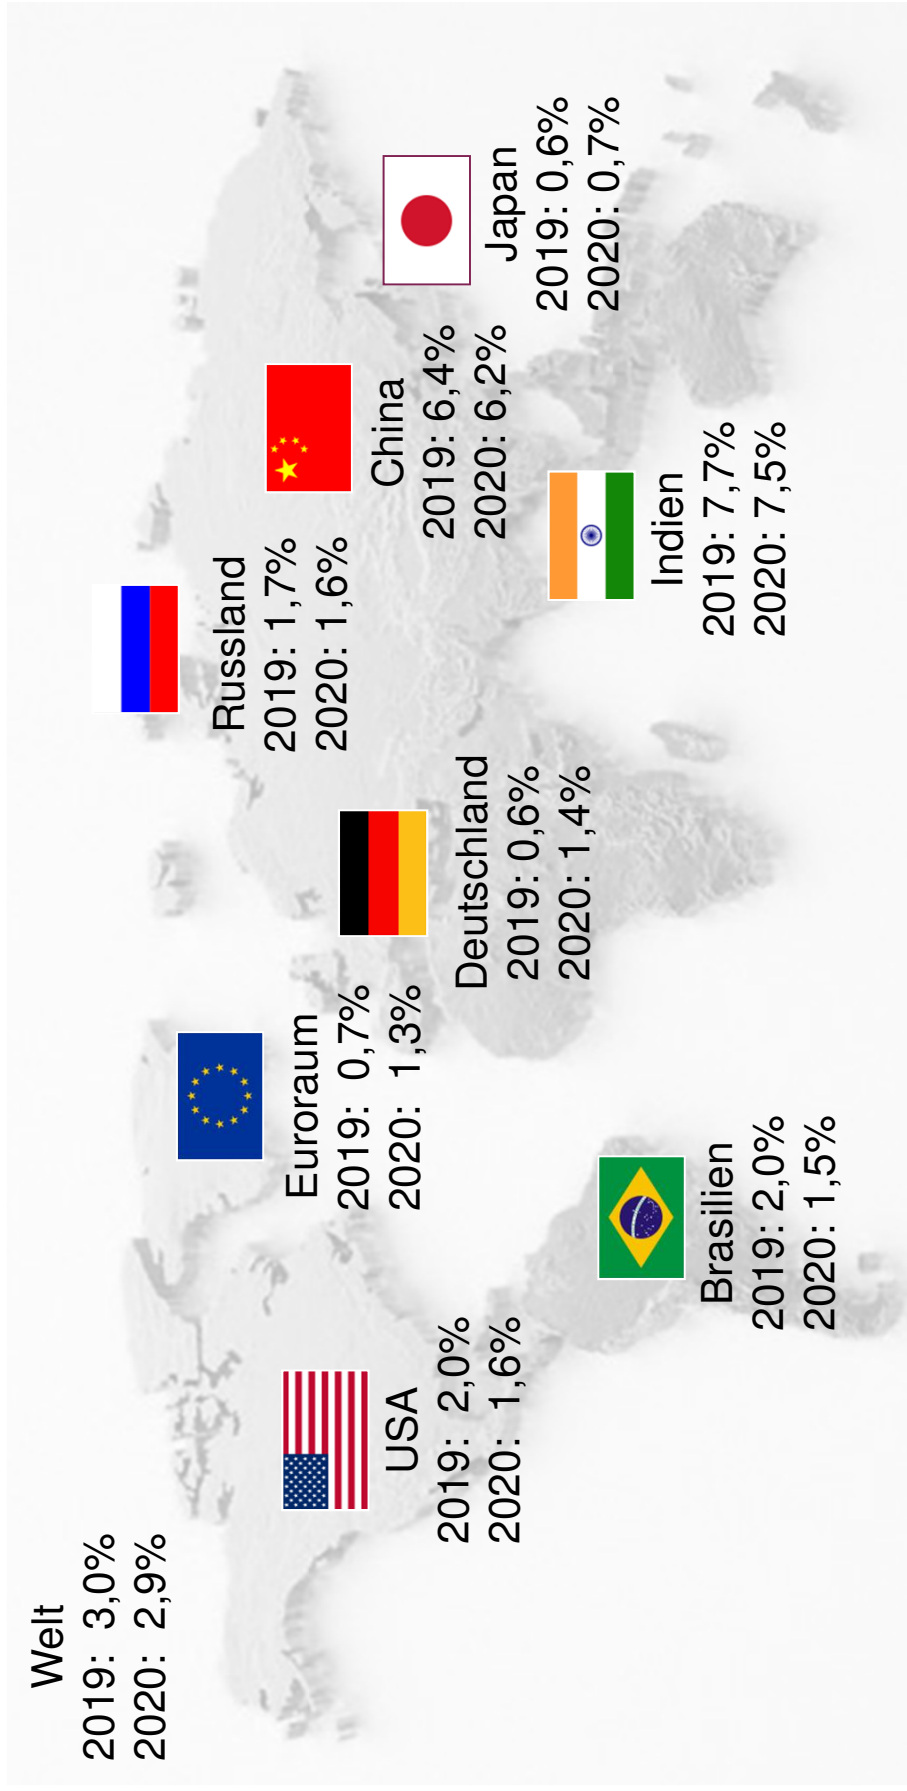 Welt
2019: 3,0%
2020: 2,9%
USA
2019: 2,0%
2020: 1,6%
Euroraum
2019: 0,7%
2020: 1,3%
Brasilien
2019: 2,0%
2020: 1,5%
Deutschland
2019: 0,6%
2020: 1,4%
Russland
2019: 1,7%
2020: 1,6%
China
2019: 6,4%
2020: 6,2%
Indien
2019: 7,7%
2020: 7,5%
Japan
2019: 0,6%
2020: 0,7%